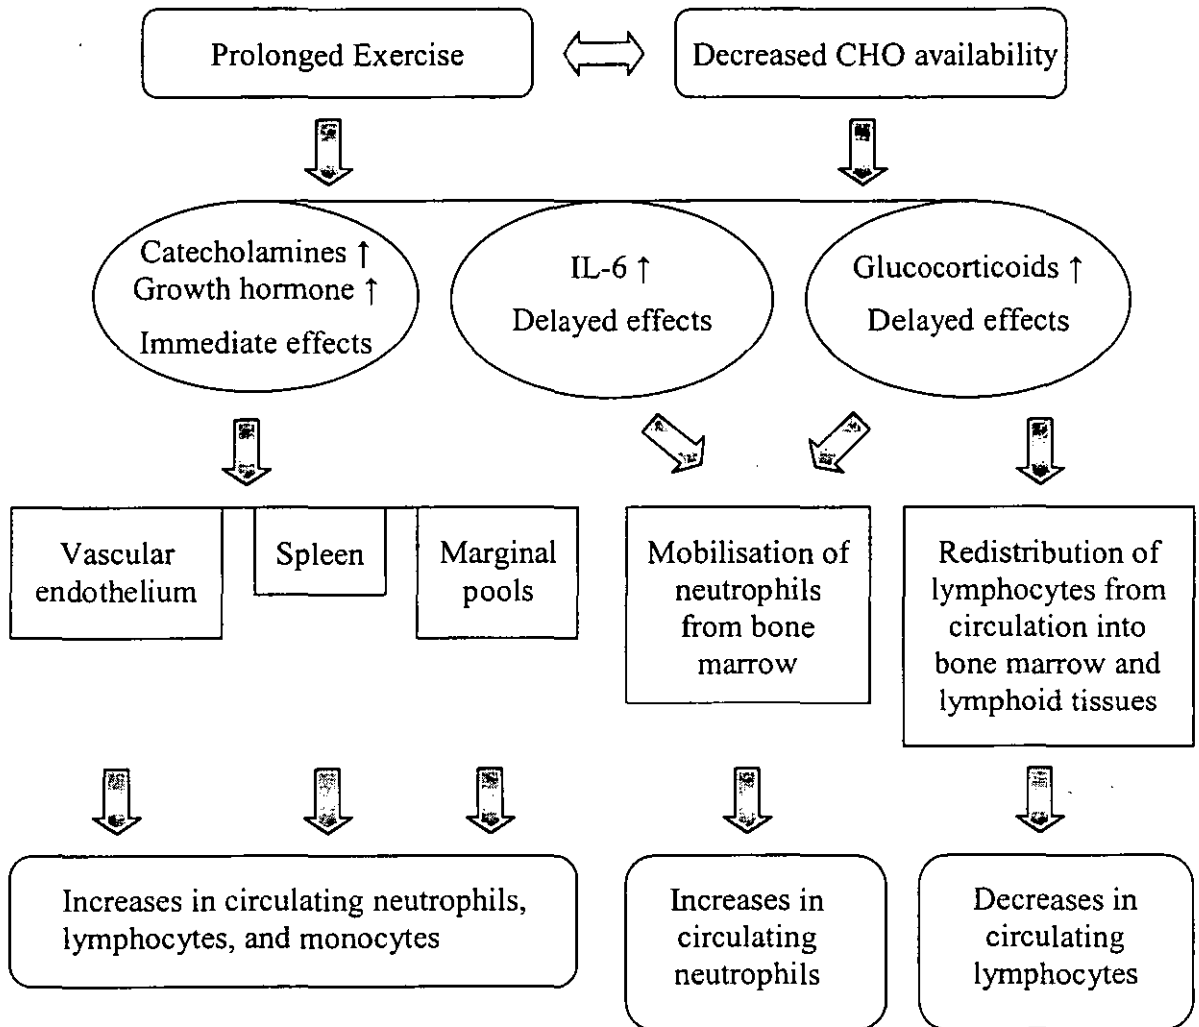 Prolonged Exercise
Decreased CHO availability
Catecholamines ↑
Growth hormone ↑
Immediate effects
IL-6 ↑
Delayed effects
Glucocorticoids ↑
Delayed effects
Vascular
endothelium
Spleen
Marginal
pools
Mobilisation of
neutrophils
from bone
marrow
Redistribution of
lymphocytes from
circulation into
bone marrow and
lymphoid tissues
Increases in circulating neutrophils,
lymphocytes, and monocytes
Increases in
circulating
neutrophils
Decreases in
circulating
lymphocytes